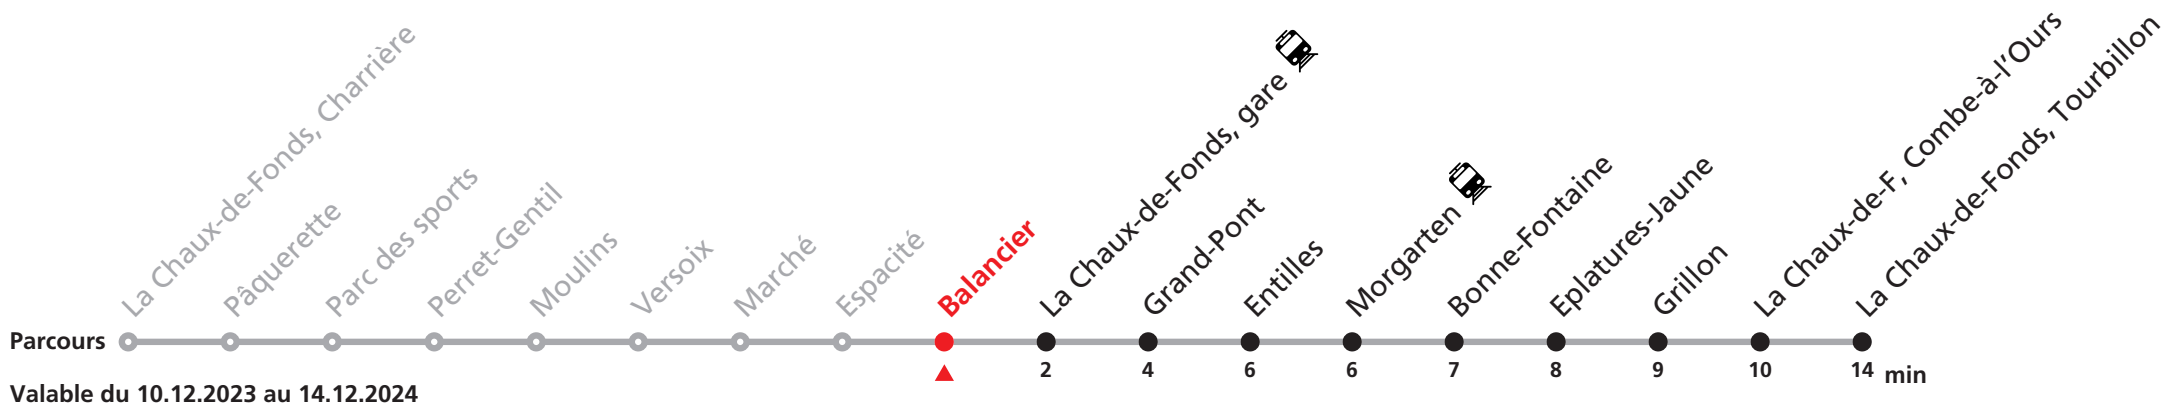 La Chaux-de-Fonds, Charrière
Pâquerette
Parc des sports
Perret-Gentil
Moulins
Versoix
Marché
Espacité
Balancier
La Chaux-de-Fonds, gare
Grand-Pont
Entilles
Morgarten
Bonne-Fontaine
Eplatures-Jaune
Grillon
La Chaux-de-F, Combe-à-l'Ours
La Chaux-de-Fonds, Tourbillon
Parcours
2 4 6 6 7 8 9 10 14 min
Valable du 10.12.2023 au 14.12.2024